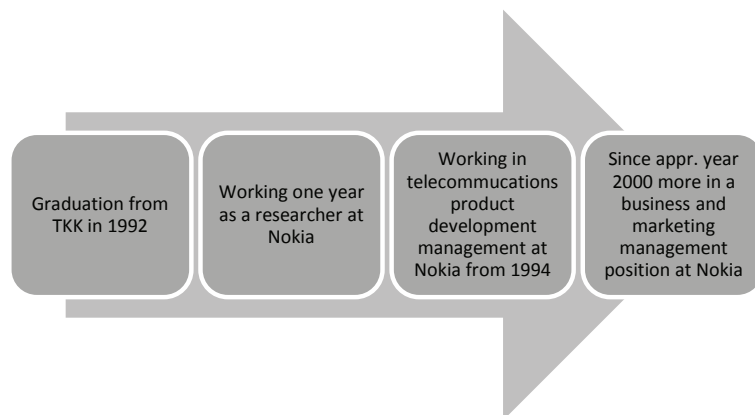 Graduation from
TKK in 1992
Working one year
as a researcher at
Nokia
Working in
telecommucations
product
development
management at
Nokia from 1994
Since appr. year
2000 more in a
business and
marketing
management
position at Nokia